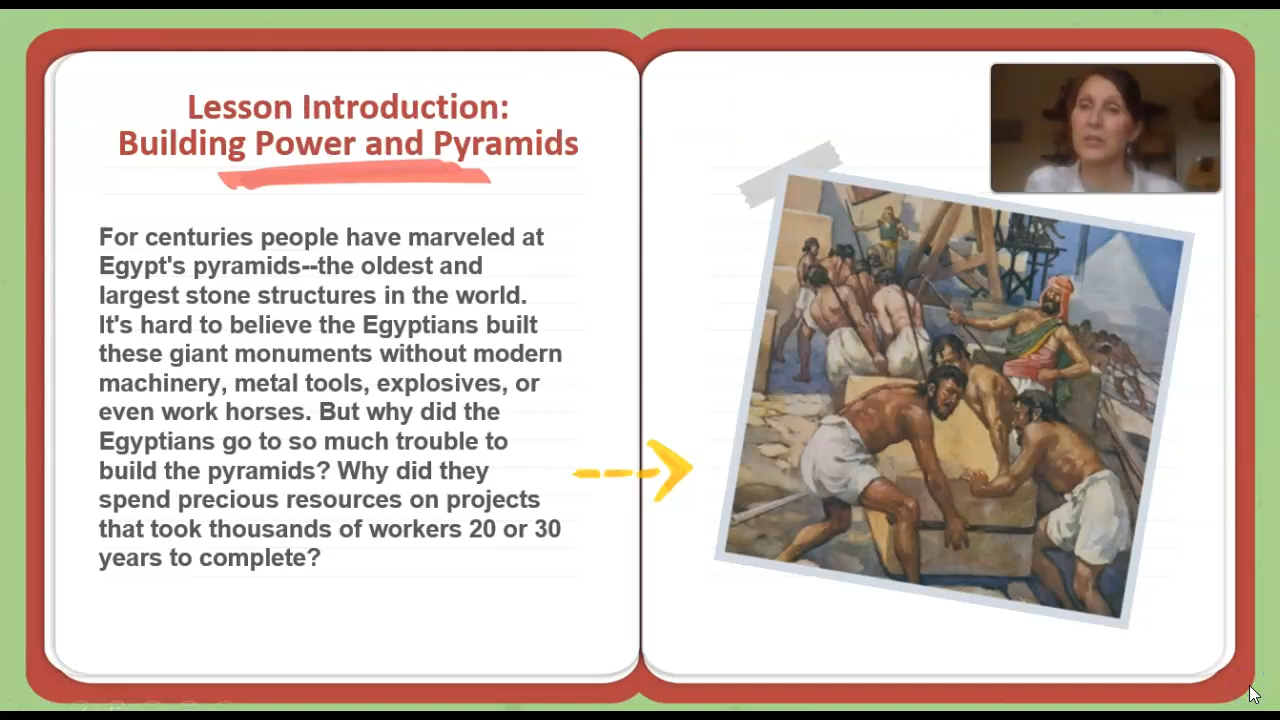 Lesson Introduction:
Building Power and Pyramids
For centuries people have marveled at
Egypt's pyramids--the oldest and
largest stone structures in the world.
It's hard to believe the Egyptians built
these giant monuments without modern
machinery, metal tools, explosives, or
even work horses. But why did the
Egyptians go to so much trouble to
build the pyramids? Why did they
spend precious resources on projects
that took thousands of workers 20 or 30
years to complete?